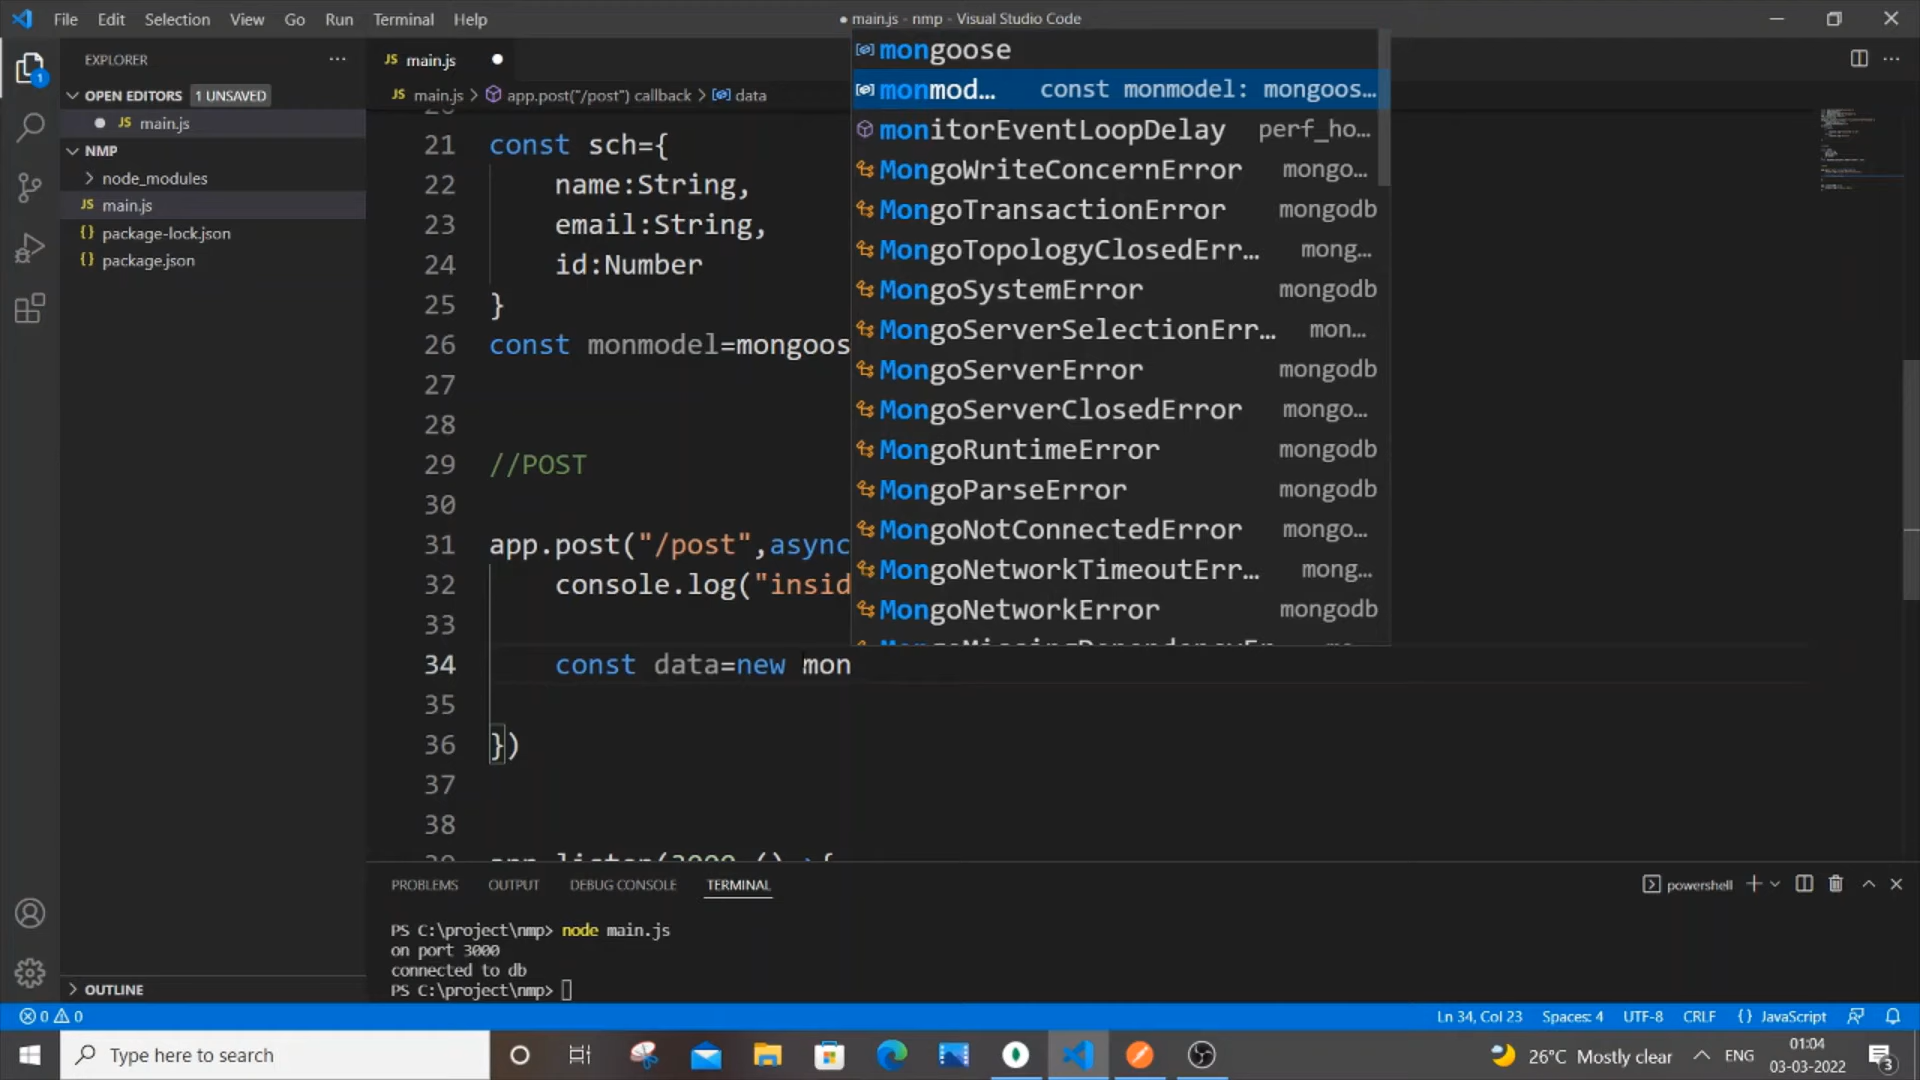 File Edit Selection View Go Run Terminal Help
● main.js - nmp - Visual Studio Code
EXPLORER
OPEN EDITORS 1 UNSAVED
JS main.js
NMP
node_modules
JS main.js
{} package-lock.json
{} package.json
OUTLINE
1
JS main.js
JS main.js > app.post("/post") callback > data
21 const sch={
22 name:String,
23 email:String,
24 id:Number
25 }
26 const monmodel=mongoos
27
28
29 //POST
30
31 app.post("/post",async
32 console.log("insid
33
34 const data=new mon
35
36 })
37
38
39 app.listen(3000,()=>{
mongoose
monmod... const monmodel: mongoos...
monitorEventLoopDelay perf_ho...
MongoWriteConcernError mongo...
MongoTransactionError mongodb
MongoTopologyClosedErr... mong...
MongoSystemError mongodb
MongoServerSelectionErr... mon...
MongoServerError mongodb
MongoServerClosedError mongo...
MongoRuntimeError mongodb
MongoParseError mongodb
MongoNotConnectedError mongo...
MongoNetworkTimeoutErr... mong...
MongoNetworkError mongodb
PROBLEMS OUTPUT DEBUG CONSOLE TERMINAL
powershell
PS C:\project\nmp> node main.js
on port 3000
connected to db
PS C:\project\nmp>
0 0
Ln 34, Col 23 Spaces: 4 UTF-8 CRLF {} JavaScript
Type here to search
26°C Mostly clear
ENG
01:04
03-03-2022
3